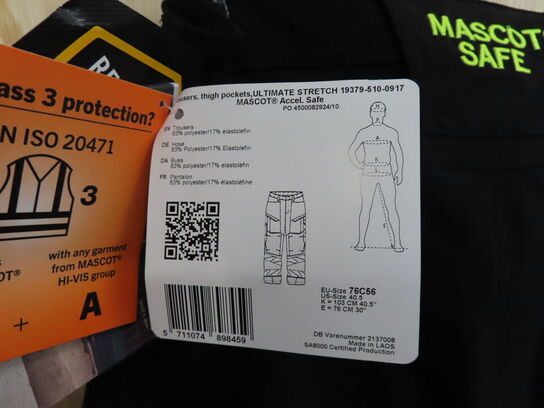 MASCOT
SAFE
ass 3 protection?
N ISO 20471
3
with any garment
from MASCOT®
HI-VIS group
+
A
ousers, thigh pockets,ULTIMATE STRETCH 19379-510-0917
MASCOT® Accel. Safe
PO 4500082924/10
EN Trousers
83% polyester/17% elastolefin
DE Hose
83% Polyester/17% Elastolefin
DA Buks
83% polyester/17% elastolefin
FR Pantalon
83% polyester/17% elastoléfine
H
A
T
K
E
EU-Size 76C56
US-Size 40.5
K = 103 CM 40.5"
E = 76 CM 30"
5 711074 898459
DB Varenummer 2137008
Made in LAOS
SA8000 Certified Production